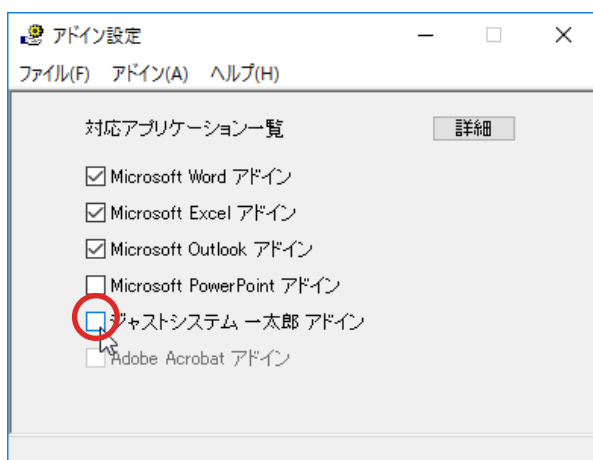 アドイン設定
ファイル(F) アドイン(A) ヘルプ(H)
対応アプリケーション一覧 詳細
Microsoft Word アドイン
Microsoft Excel アドイン
Microsoft Outlook アドイン
Microsoft PowerPoint アドイン
ジャストシステム 一太郎 アドイン
Adobe Acrobat アドイン